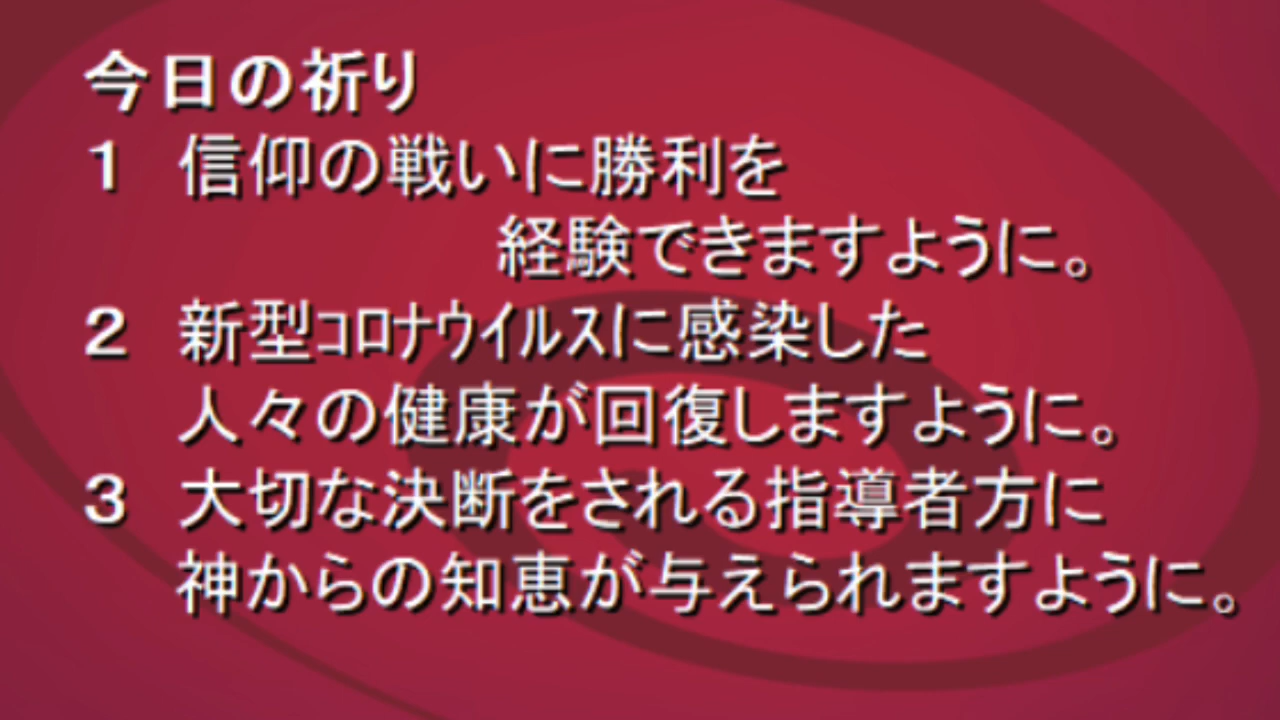 今日の祈り
1 信仰の戦いに勝利を
経験できますように。
2 新型ｺﾛﾅｳｲﾙｽに感染した
人々の健康が回復しますように。
3 大切な決断をされる指導者方に
神からの知恵が与えられますように。